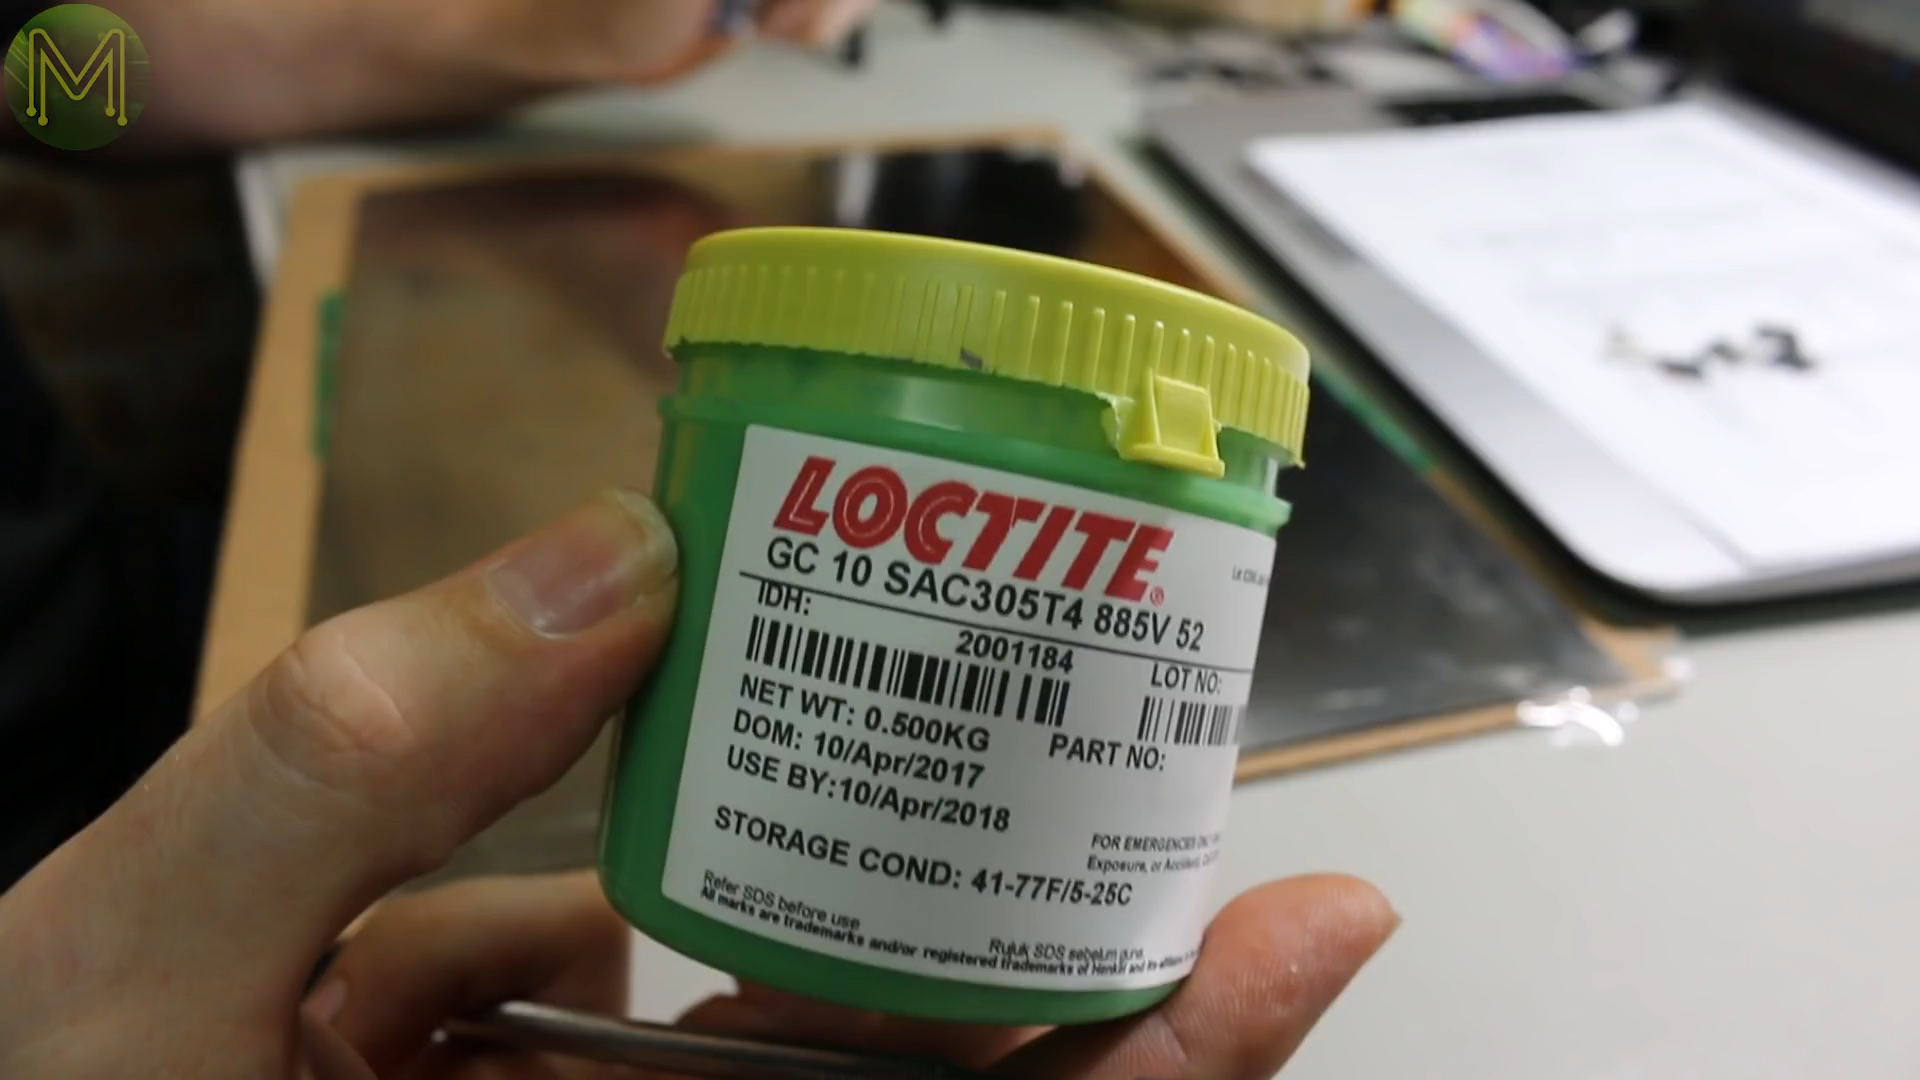 M
LOCTITE®
GC 10 SAC305T4 885V 52
IDH:
2001184
LOT NO:
NET WT: 0.500KG
PART NO:
DOM: 10/Apr/2017
USE BY:10/Apr/2018
STORAGE COND: 41-77F/5-25C
FOR EMERGENCIES
Exposure, or
Refer SDS before use
Rujuk SDS sebelum guna.
All marks are trademarks and/or registered trademarks of Henkel and its